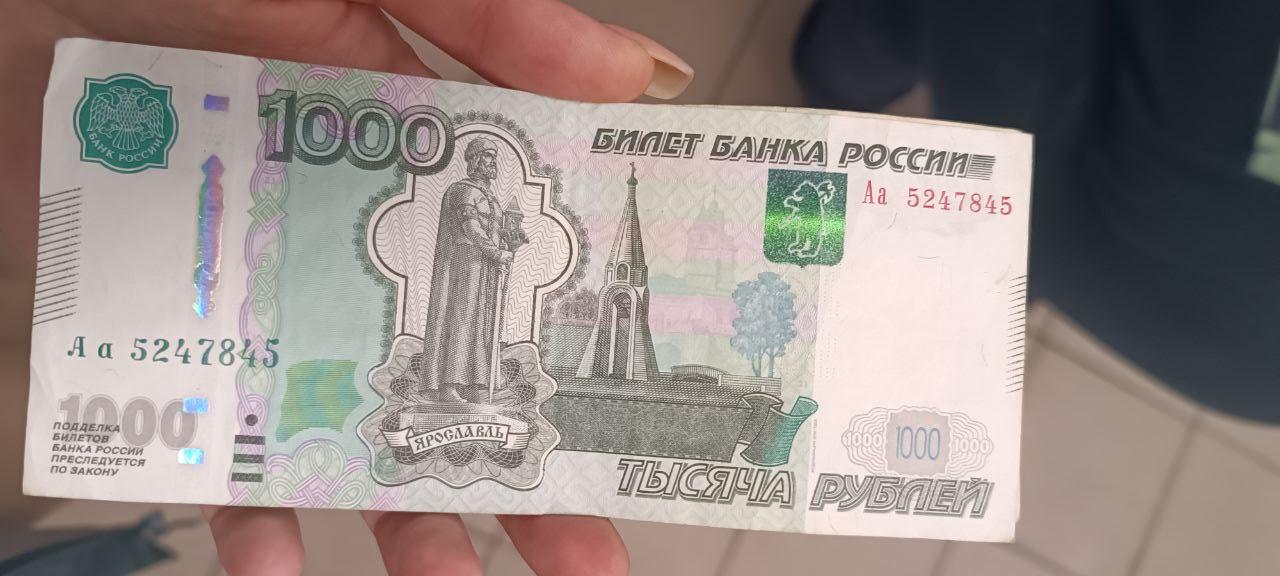 БАНК РОССИИ
1000
БИЛЕТ БАНКА РОССИИ
Аа 5247845
Аа 5247845
1000
ПОДДЕЛКА
БИЛЕТОВ
БАНКА РОССИИ
ПРЕСЛЕДУЕТСЯ
ПО ЗАКОНУ
ЯРОСЛАВЛЬ
1000 1000 1000
ТЫСЯЧА РУБЛЕЙ